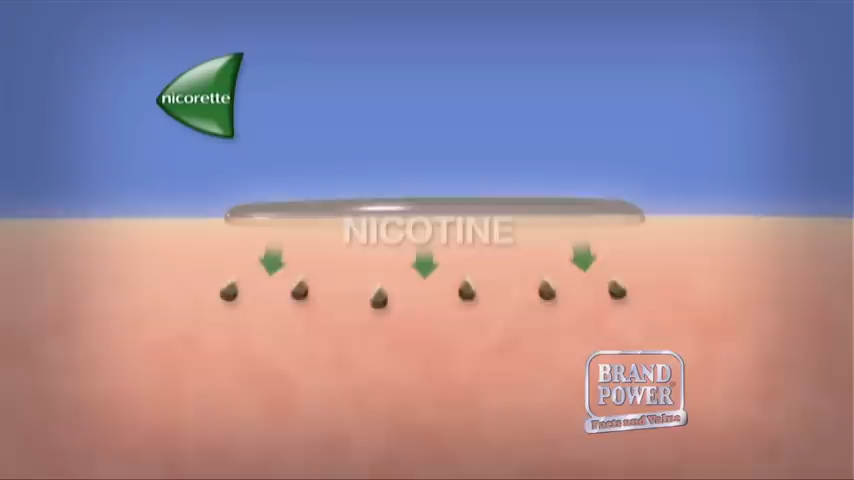 nicorette
NICOTINE
BRAND
POWER®
Facts and Value